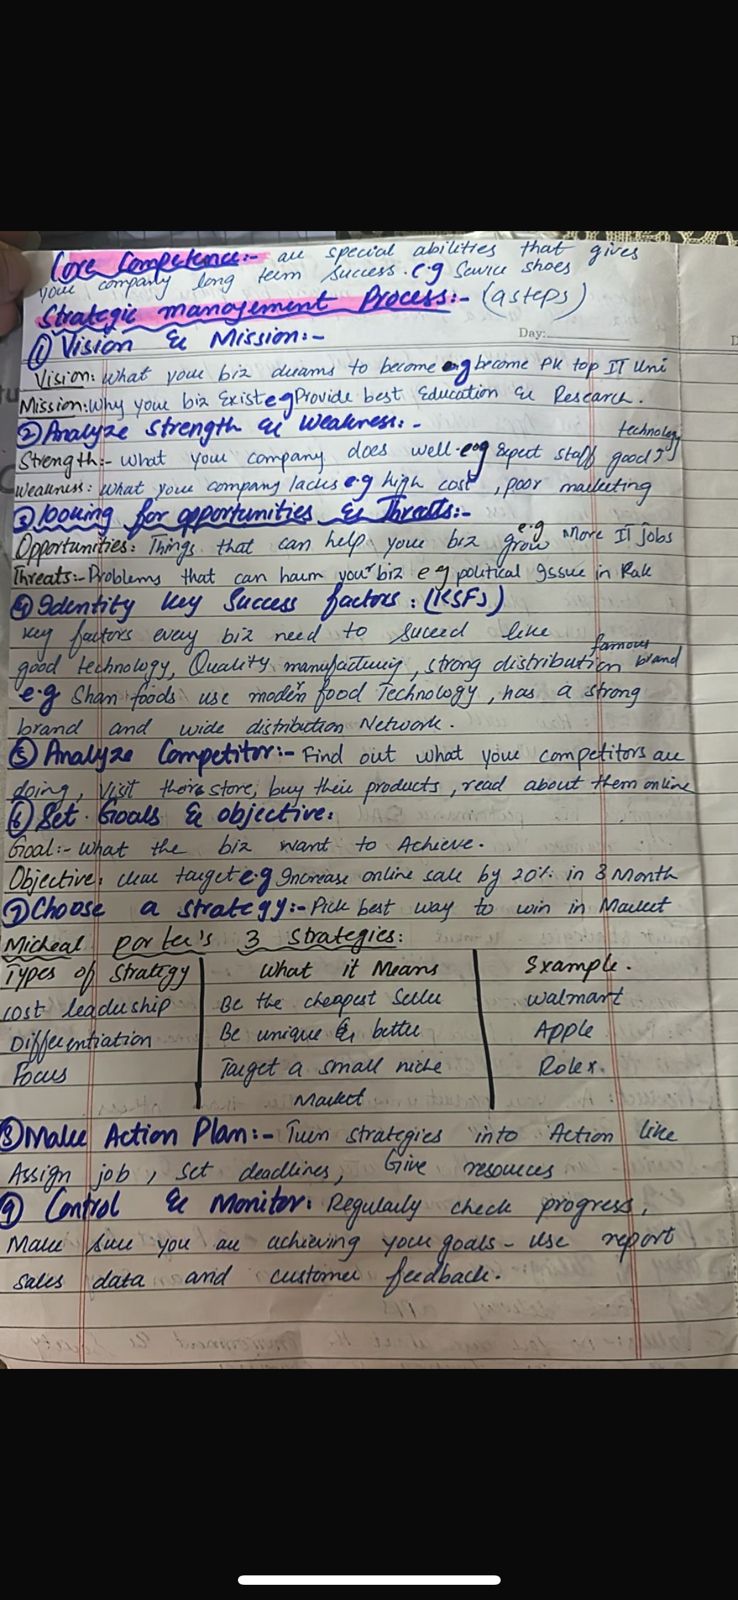 Core Competence:- are special abilities that gives
your company long term success. e.g Service shoes
Strategic management Process:- (9 steps)
Day:
① Vision & Mission:-
Vision: What your biz dreams to become e.g become PK top IT Uni
Mission: Why your biz Exist e.g Provide best Education & Research.
② Analyze Strength & Weakness:-
technology
Strength:- what your company does well. e.g Expert staff good
Weakness: what your company lacks e.g high cost, poor marketing
③ looking for opportunities & Threats:-
e.g
Opportunities: Things that can help your biz grow More IT jobs
Threats:- Problems that can harm your biz e.g political Issue in Pak
④ Identity Key Success factors: (KSFs)
Key factors every biz need to suceed like
famous
good technology, Quality manufacturing, strong distribution brand
e.g Shan foods use modern food Technology, has a strong
brand and wide distribution Network.
⑤ Analyze Competitor:- Find out what your competitors are
doing, Visit their store, buy their products, read about them online
⑥ Set Goals & objective:
Goal:- What the biz want to Achieve.
Objective: clear target e.g Increase online sale by 20% in 3 Month
⑦ Choose a strategy:- Pick best way to win in Market
Micheal porter's 3 Strategies:
Types of Strategy What it Means Example.
Cost leadership Be the cheapest Seller Walmart
Differentiation Be unique & better Apple
Focus Target a small niche Rolex.
Market
⑧ Make Action Plan:- Turn strategies into Action like
Assign job, set deadlines, Give resources
⑨ Control & Monitor: Regularly check progress,
Make sure you are achieving your goals - Use report
sales data and customer feedback.